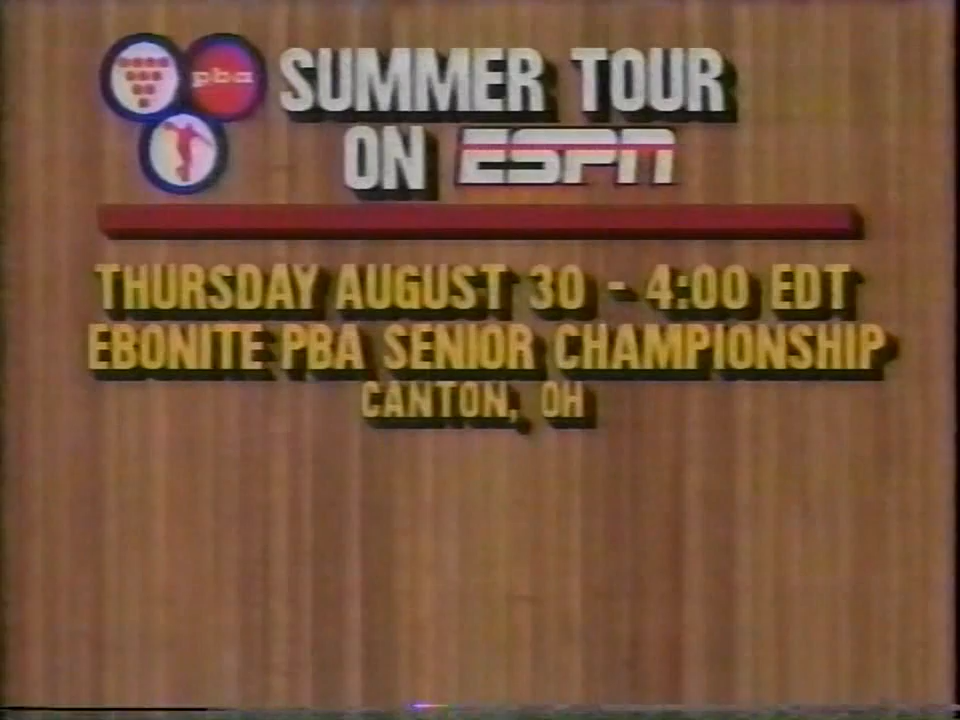 pba
SUMMER TOUR
ON ESPN
THURSDAY AUGUST 30 - 4:00 EDT
EBONITE PBA SENIOR CHAMPIONSHIP
CANTON, OH